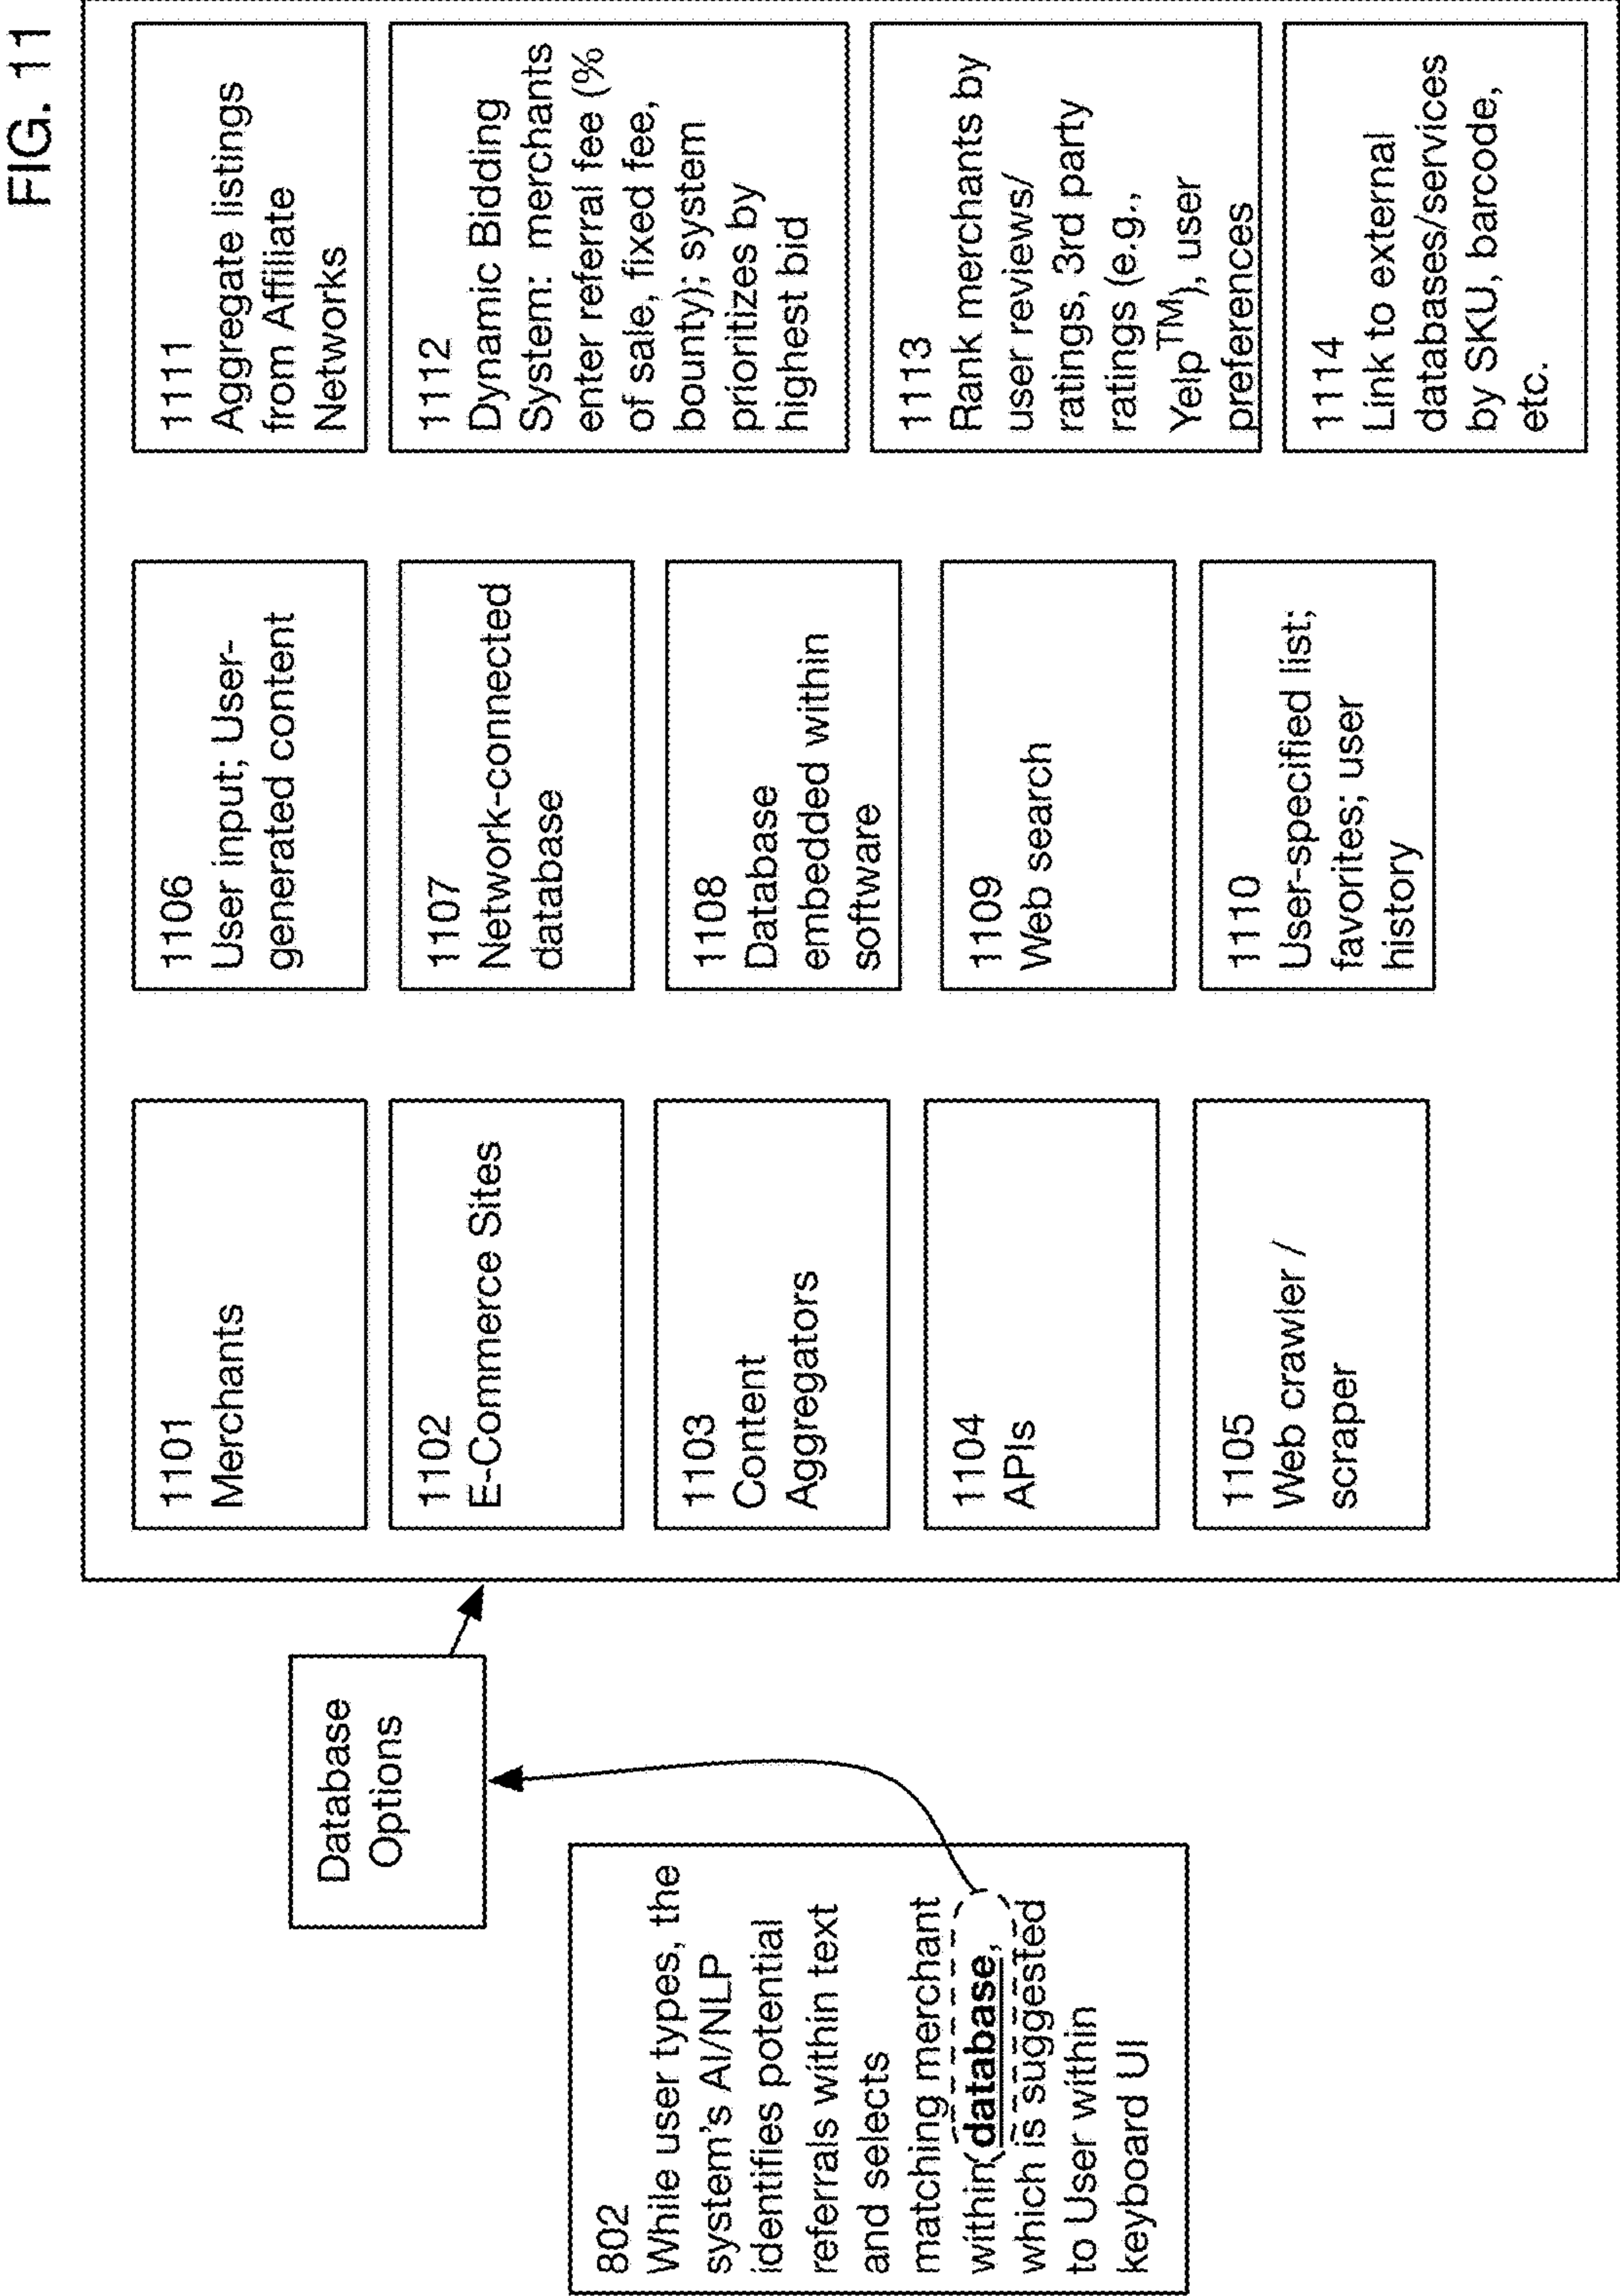 FIG. 11
802
While user types, the
system's AI/NLP
identifies potential
referrals within text
and selects
matching merchant
within database,
which is suggested
to User within
keyboard UI
Database
Options
1101
Merchants
1102
E-Commerce Sites
1103
Content
Aggregators
1104
APIs
1105
Web crawler /
scraper
1106
User input; User-
generated content
1107
Network-connected
database
1108
Database
embedded within
software
1109
Web search
1110
User-specified list;
favorites; user
history
1111
Aggregate listings
from Affiliate
Networks
1112
Dynamic Bidding
System: merchants
enter referral fee (%
of sale, fixed fee,
bounty); system
prioritizes by
highest bid
1113
Rank merchants by
user reviews/
ratings, 3rd party
ratings (e.g.,
Yelp™), user
preferences
1114
Link to external
databases/services
by SKU, barcode,
etc.